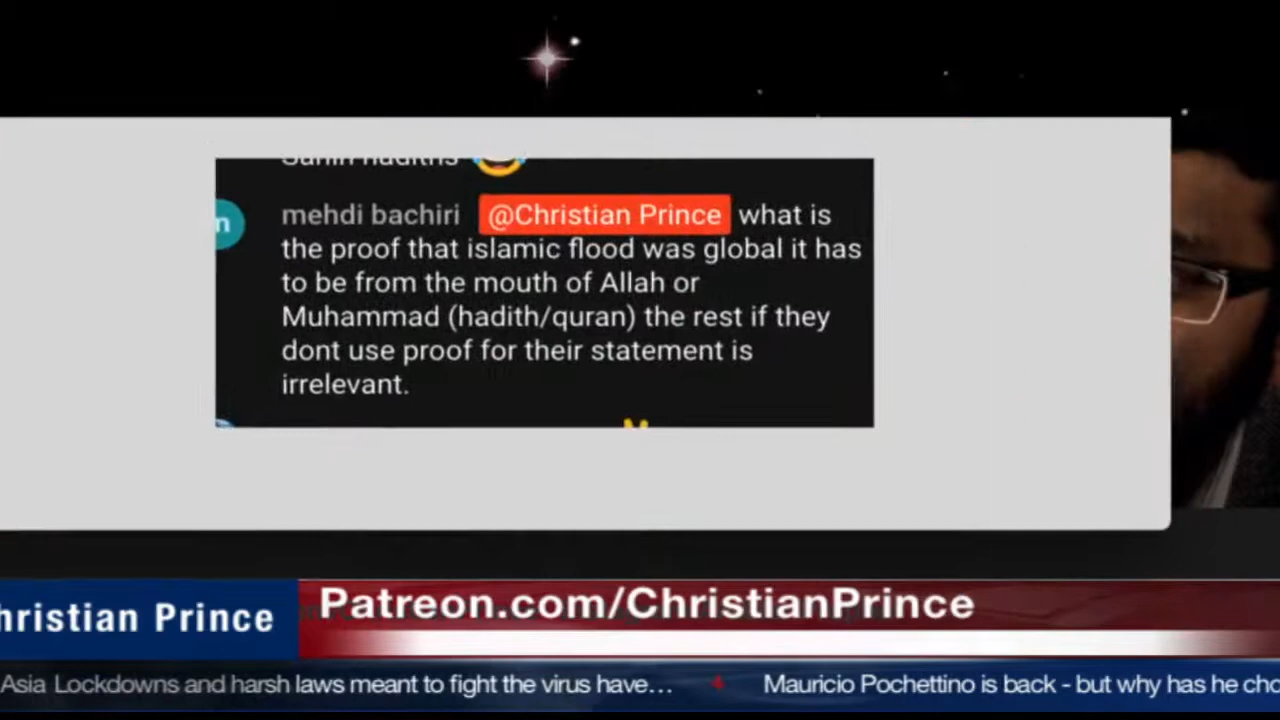 Sahih hadiths 😂
n
mehdi bachiri @Christian Prince what is
the proof that islamic flood was global it has
to be from the mouth of Allah or
Muhammad (hadith/quran) the rest if they
dont use proof for their statement is
irrelevant.
hristian Prince
Patreon.com/ChristianPrince
Asia Lockdowns and harsh laws meant to fight the virus have... 4 Mauricio Pochettino is back - but why has he cho